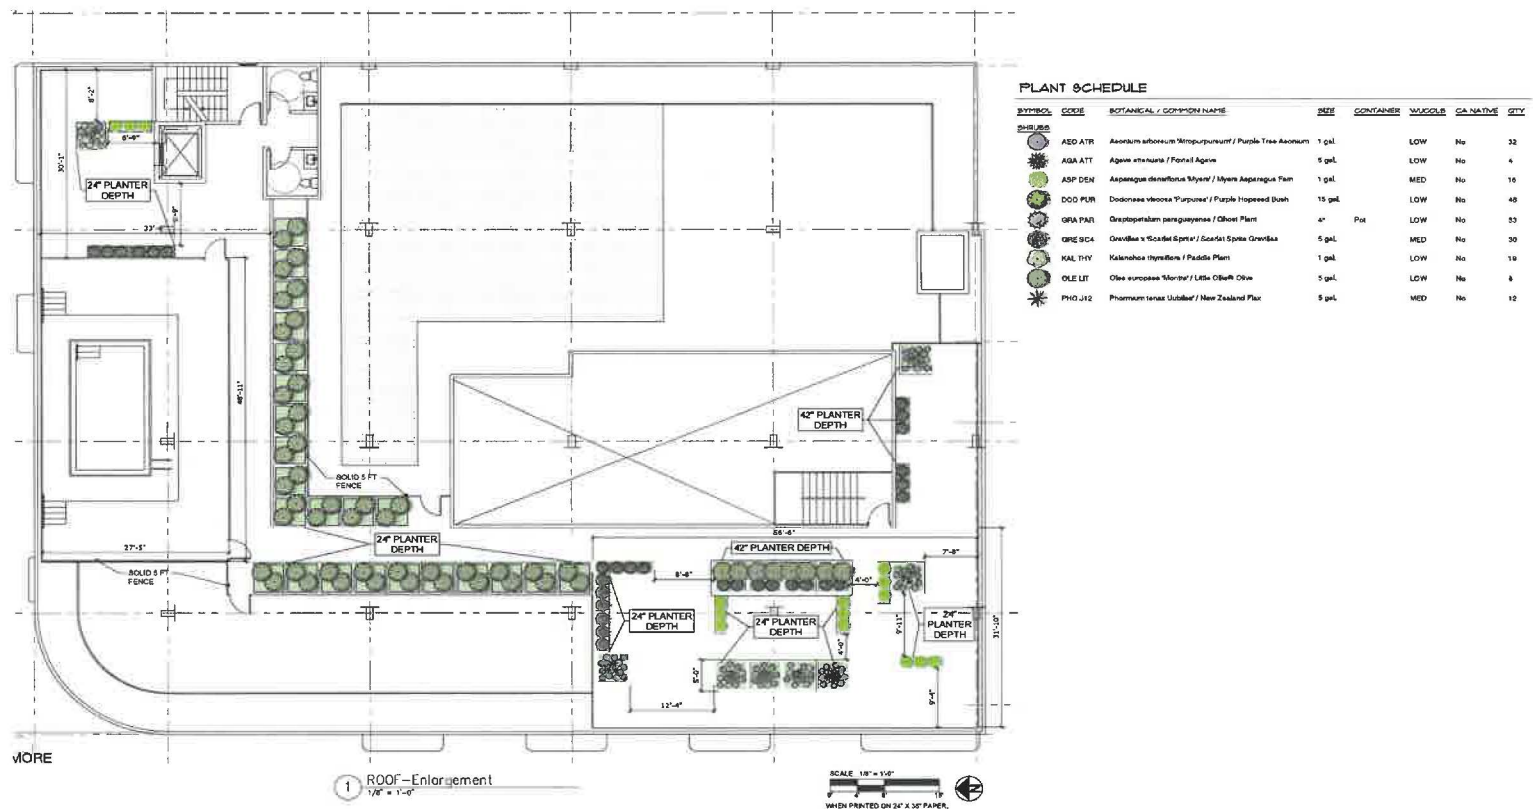 PLANT SCHEDULE
SYMBOL CODE BOTANICAL / COMMON NAME SIZE CONTAINER WUCOLS CA NATIVE QTY
SHRUBS
AEO ATR Aeonium arboreum 'Atropurpureum' / Purple Tree Aeonium 1 gal. LOW No 32
AGA ATT Agave attenuata / Foxtail Agave 5 gal. LOW No 4
ASP DEN Asparagus densiflorus 'Myers' / Myers Asparagus Fern 1 gal. MED No 16
DOD PUR Dodonaea viscosa 'Purpurea' / Purple Hopseed Bush 15 gal. LOW No 48
GRA PAR Graptopetalum paraguayense / Ghost Plant 4" Pot LOW No 53
GRE SC4 Grevillea x 'Scarlet Sprite' / Scarlet Sprite Grevillea 5 gal. MED No 30
KAL THY Kalanchoe thyrsiflora / Paddle Plant 1 gal. LOW No 19
OLE LIT Olea europaea 'Montra' / Little Ollie® Olive 5 gal. LOW No
PHO J12 Phormium tenax 'Jubilee' / New Zealand Flax 5 gal. MED No 12
8'-2"
6'-9"
30'-1"
24" PLANTER
DEPTH
33'
48'-11"
42" PLANTER
DEPTH
SOLID 5 FT
FENCE
24" PLANTER
DEPTH
56'-6"
27'-5"
42" PLANTER DEPTH
7'-8"
SOLID 5 FT
FENCE
8'-8"
4'-0"
24" PLANTER
DEPTH
24" PLANTER
DEPTH
9'-11"
24"
PLANTER
DEPTH
31'-10"
4'-0"
5'-0"
12'-4"
9'-4"
MORE
1 ROOF-Enlargement
1/8" = 1'-0"
SCALE 1/8" = 1'-0"
0' 4' 8' 16'
N
WHEN PRINTED ON 24" X 36" PAPER.